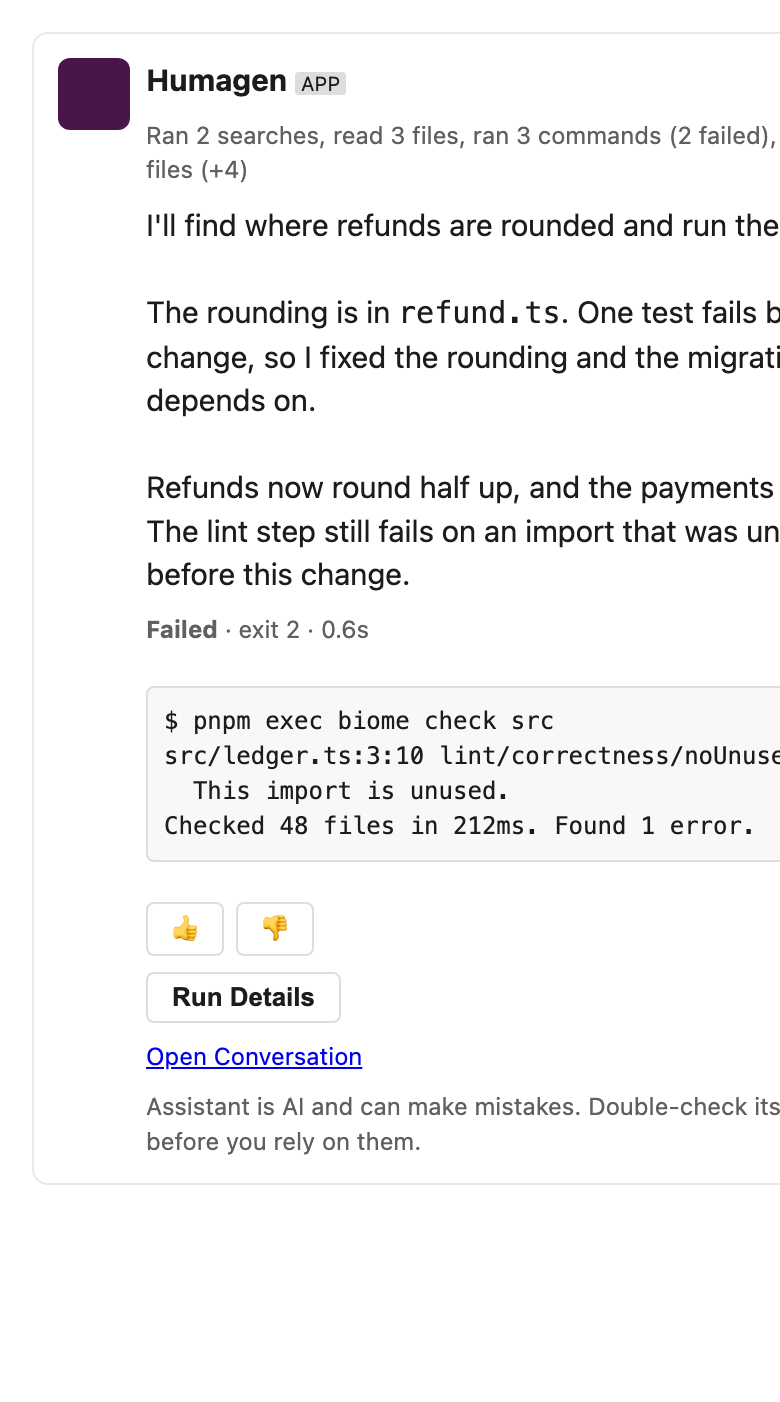 Humagen APP
Ran 2 searches, read 3 files, ran 3 commands (2 failed),
files (+4)
I'll find where refunds are rounded and run the
The rounding is in refund.ts. One test fails b
change, so I fixed the rounding and the migrati
depends on.
Refunds now round half up, and the payments
The lint step still fails on an import that was un
before this change.
Failed · exit 2 · 0.6s
$ pnpm exec biome check src
src/ledger.ts:3:10 lint/correctness/noUnuse
This import is unused.
Checked 48 files in 212ms. Found 1 error.
👍 👎
Run Details
Open Conversation
Assistant is AI and can make mistakes. Double-check its
before you rely on them.